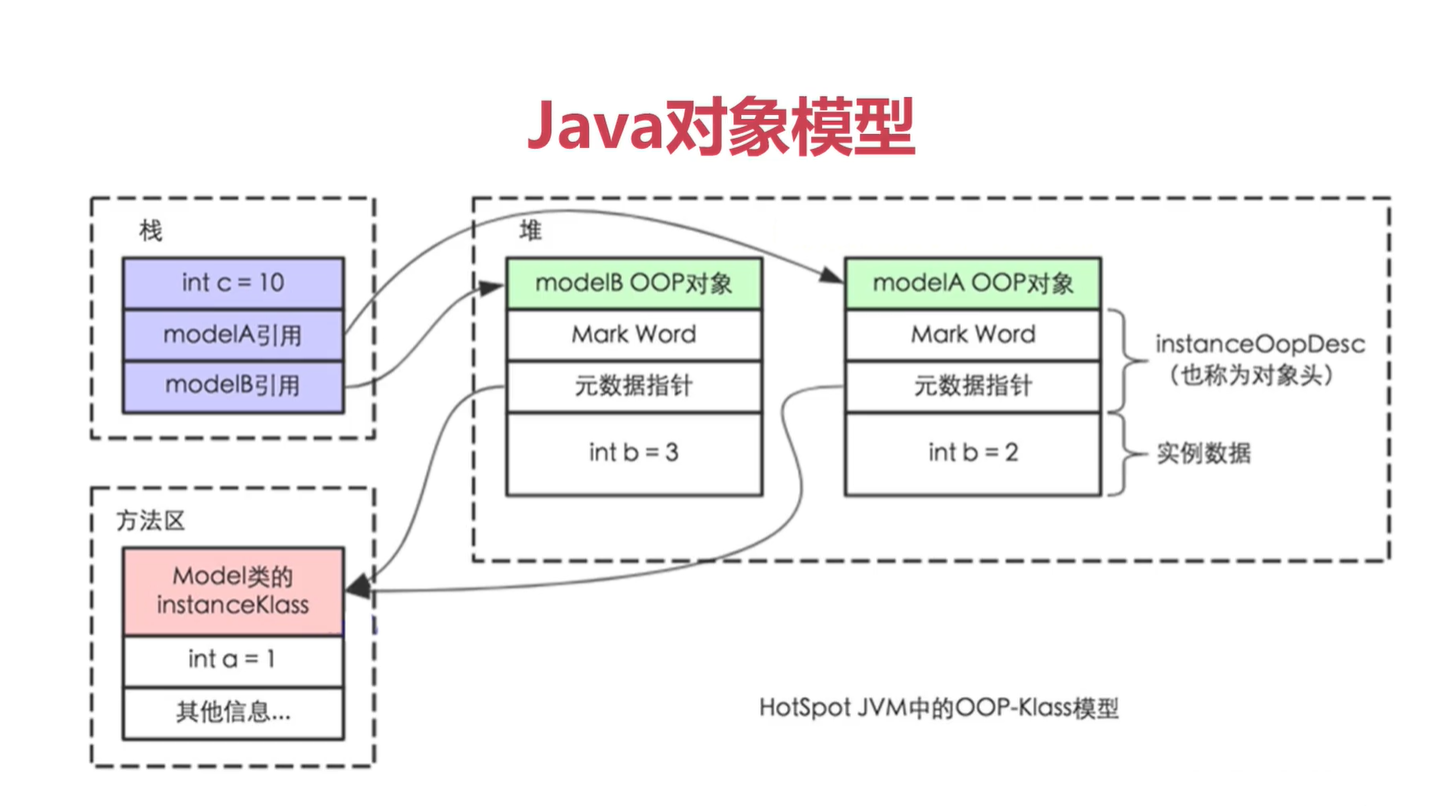 Java对象模型
栈
int c = 10
modelA引用
modelB引用
堆
modelB OOP对象
Mark Word
元数据指针
int b = 3
modelA OOP对象
Mark Word
元数据指针
int b = 2
instanceOopDesc
（也称为对象头）
实例数据
方法区
Model类的
instanceKlass
int a = 1
其他信息...
HotSpot JVM中的OOP-Klass模型